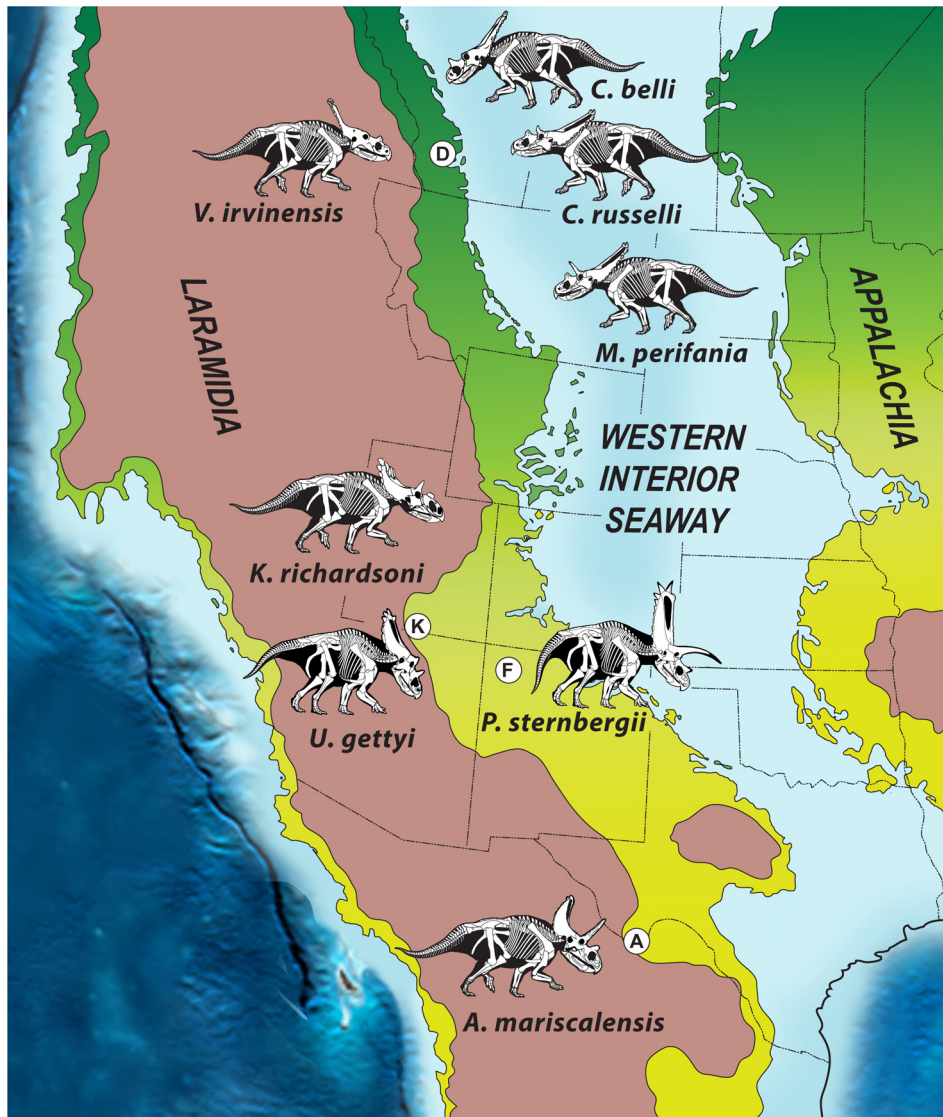 C. belli
D
V. irvinensis
C. russelli
LARAMIDIA
APPALACHIA
M. perifania
WESTERN
INTERIOR
SEAWAY
K. richardsoni
K
F
U. gettyi
P. sternbergii
A
A. mariscalensis